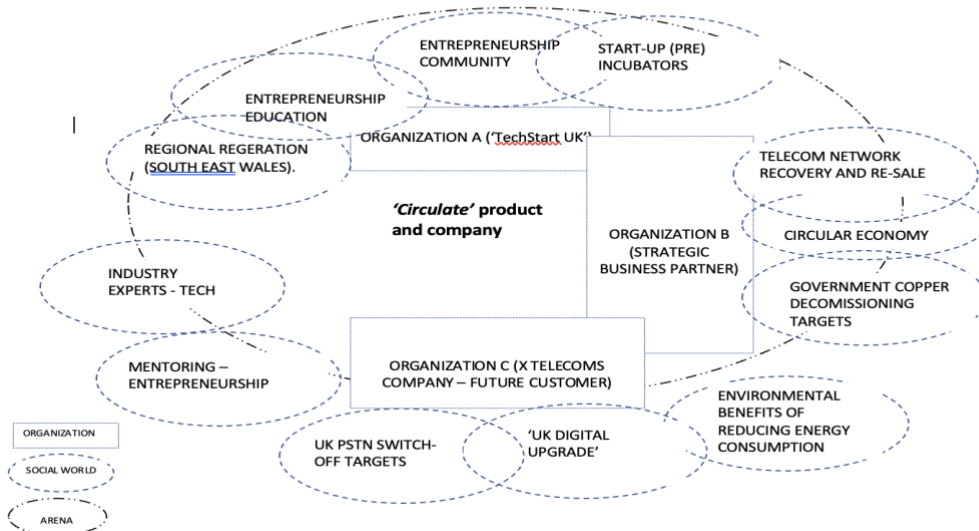 ENTREPRENEURSHIP
COMMUNITY
START-UP (PRE)
INCUBATORS
ENTREPRENEURSHIP
EDUCATION
ORGANIZATION A ('TechStart UK')
REGIONAL REGERATION
(SOUTH EAST WALES).
TELECOM NETWORK
RECOVERY AND RE-SALE
'Circulate' product
and company
ORGANIZATION B
(STRATEGIC
BUSINESS PARTNER)
CIRCULAR ECONOMY
INDUSTRY
EXPERTS - TECH
GOVERNMENT COPPER
DECOMISSIONING
TARGETS
MENTORING –
ENTREPRENEURSHIP
ORGANIZATION C (X TELECOMS
COMPANY – FUTURE CUSTOMER)
ENVIRONMENTAL
BENEFITS OF
REDUCING ENERGY
CONSUMPTION
UK PSTN SWITCH-
OFF TARGETS
'UK DIGITAL
UPGRADE'
ORGANIZATION
SOCIAL WORLD
ARENA